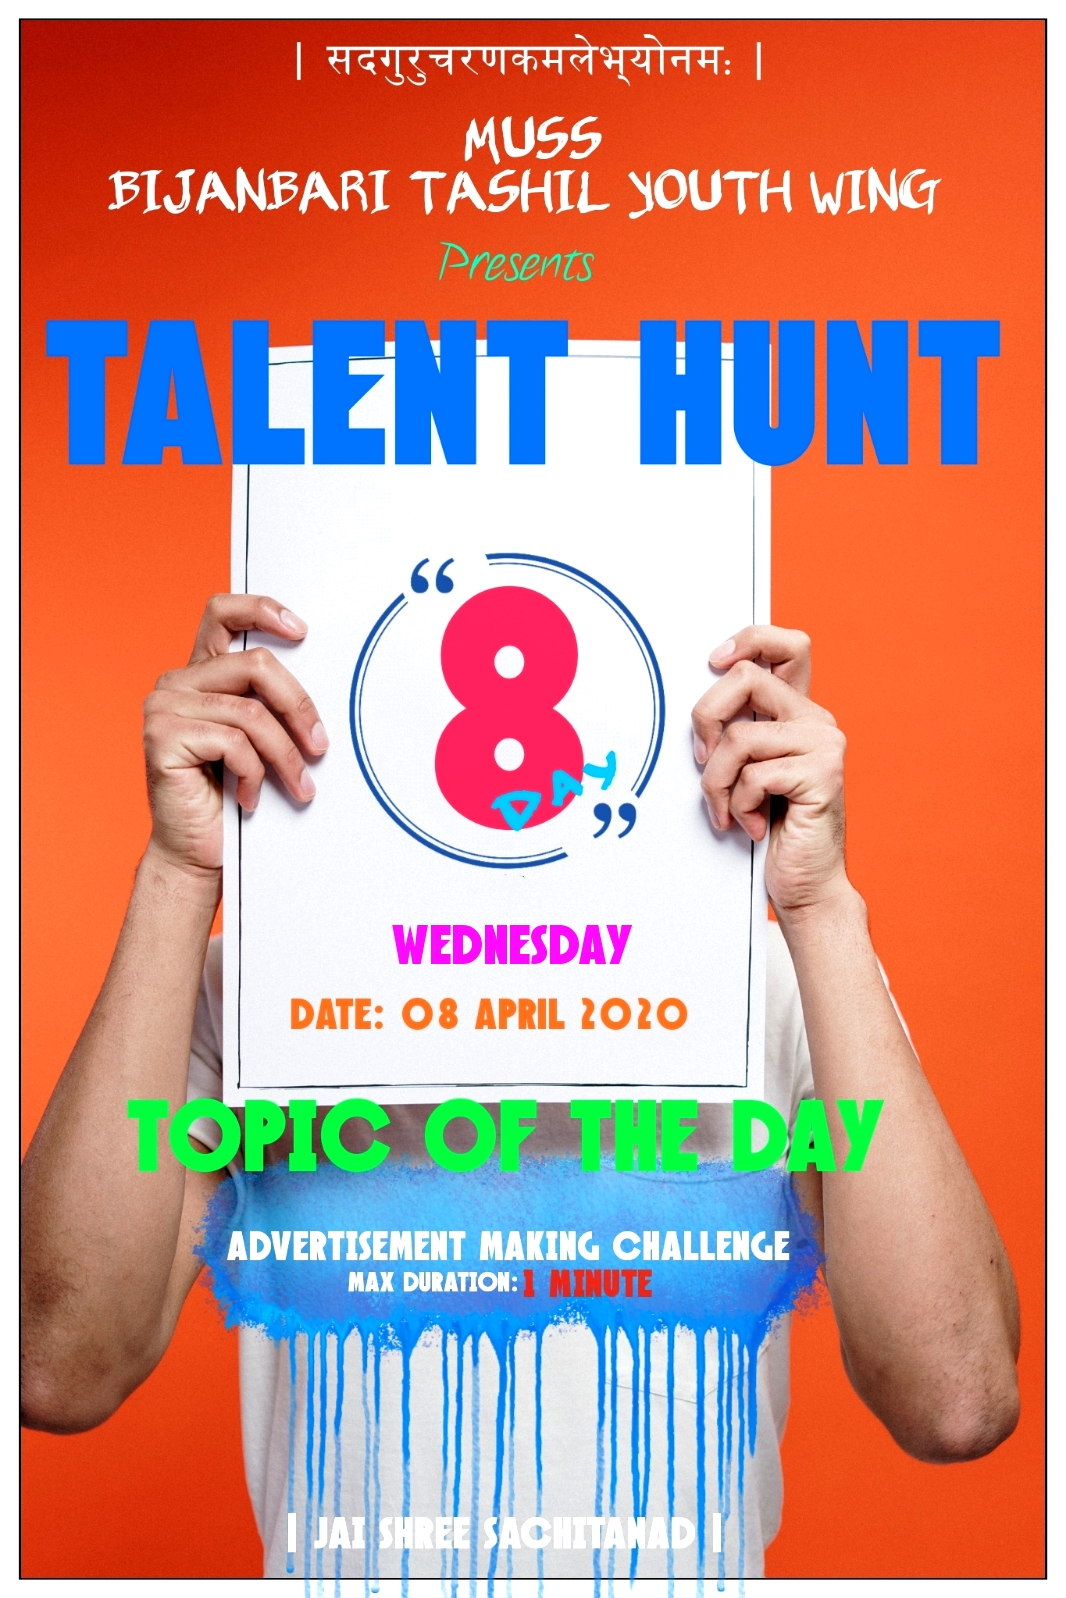 | सदगुरुचरणकमलेभ्योनमः |
MUSS
BIJANBARI TASHIL YOUTH WING
Presents
TALENT HUNT
“ 8 DAY ”
WEDNESDAY
DATE: 08 APRIL 2020
TOPIC OF THE DAY
ADVERTISEMENT MAKING CHALLENGE
MAX DURATION: 1 MINUTE
| JAI SHREE SACHITANAD |